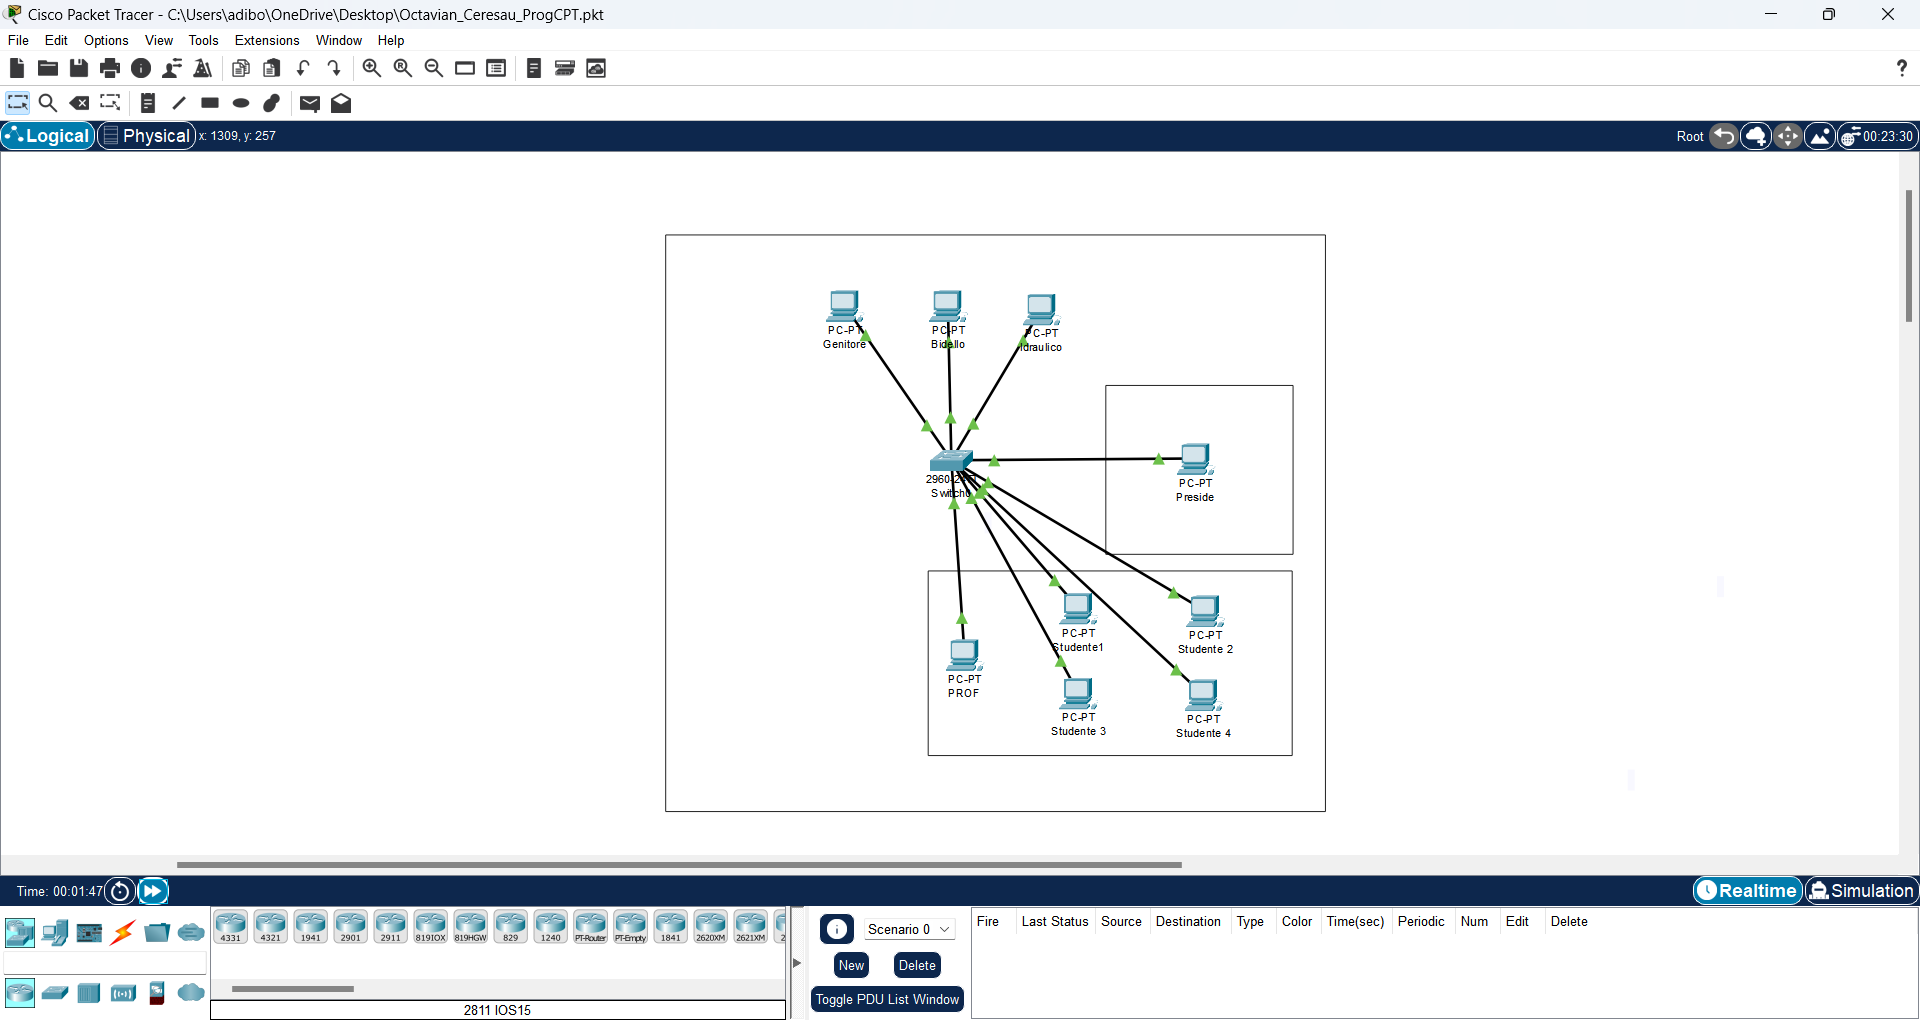 Cisco Packet Tracer - C:\Users\adibo\OneDrive\Desktop\Octavian_Ceresau_ProgCPT.pkt
File Edit Options View Tools Extensions Window Help
Logical Physical x: 1309, y: 257 Root 00:23:30
PC-PT
Genitore
PC-PT
Bidello
PC-PT
Idraulico
PC-PT
Preside
Switch0
PC-PT
Studente1
PC-PT
Studente 2
PC-PT
PROF
PC-PT
Studente 3
PC-PT
Studente 4
Time: 00:01:47 Realtime Simulation
4331 4321 1941 2901 2911 819IOX 819HGW 829 1240 PT-Router PT-Empty 1841 2620XM 2621XM 2
2811 IOS15
Scenario 0
New Delete
Toggle PDU List Window
Fire Last Status Source Destination Type Color Time(sec) Periodic Num Edit Delete